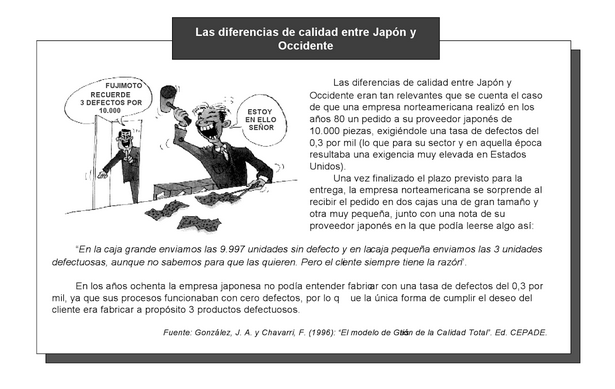 Las diferencias de calidad entre Japón y
Occidente
FUJIMOTO
RECUERDE
3 DEFECTOS POR
10.000
ESTOY
EN ELLO
SEÑOR
Las diferencias de calidad entre Japón y
Occidente eran tan relevantes que se cuenta el caso
de que una empresa norteamericana realizó en los
años 80 un pedido a su proveedor japonés de
10.000 piezas, exigiéndole una tasa de defectos del
0,3 por mil (lo que para su sector y en aquella época
resultaba una exigencia muy elevada en Estados
Unidos).
Una vez finalizado el plazo previsto para la
entrega, la empresa norteamericana se sorprende al
recibir el pedido en dos cajas una de gran tamaño y
otra muy pequeña, junto con una nota de su
proveedor japonés en la que podía leerse algo así:
"En la caja grande enviamos las 9.997 unidades sin defecto y en la caja pequeña enviamos las 3 unidades
defectuosas, aunque no sabemos para que las quieren. Pero el cliente siempre tiene la razón".
En los años ochenta la empresa japonesa no podía entender fabricar con una tasa de defectos del 0,3 por
mil, ya que sus procesos funcionaban con cero defectos, por lo q ue la única forma de cumplir el deseo del
cliente era fabricar a propósito 3 productos defectuosos.
Fuente: González, J. A. y Chavarri, F. (1996): "El modelo de Gestión de la Calidad Total". Ed. CEPADE.